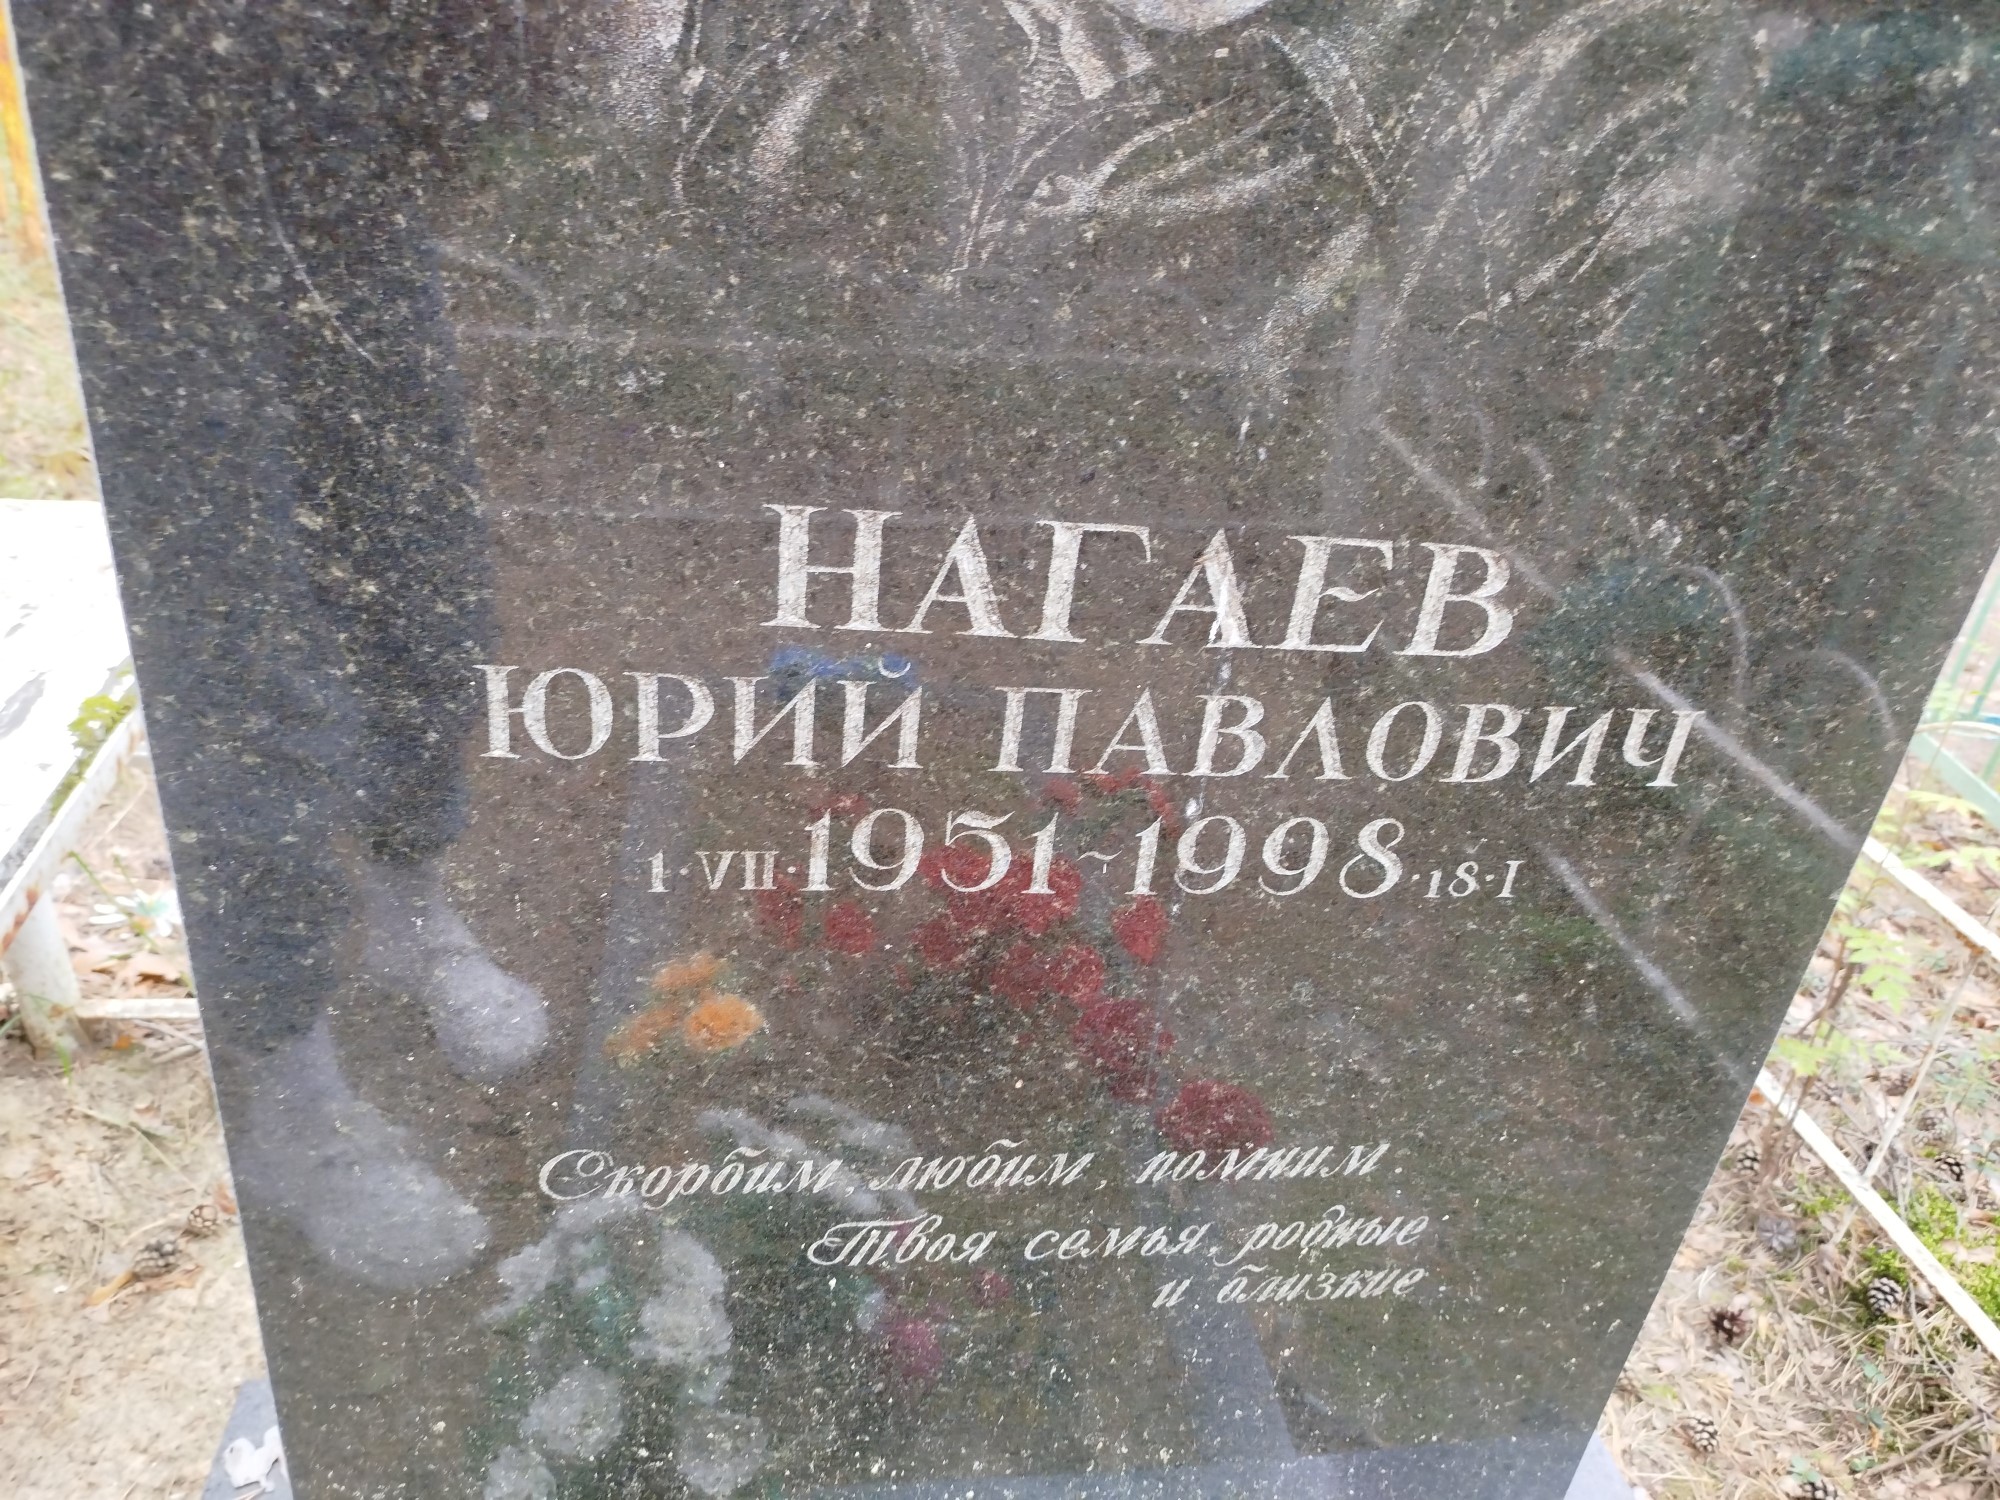 НАГАЕВ
ЮРИЙ ПАВЛОВИЧ
1·VII·1951~1998·18·I
Скорбим, любим, помним.
Твоя семья, родные
и близкие